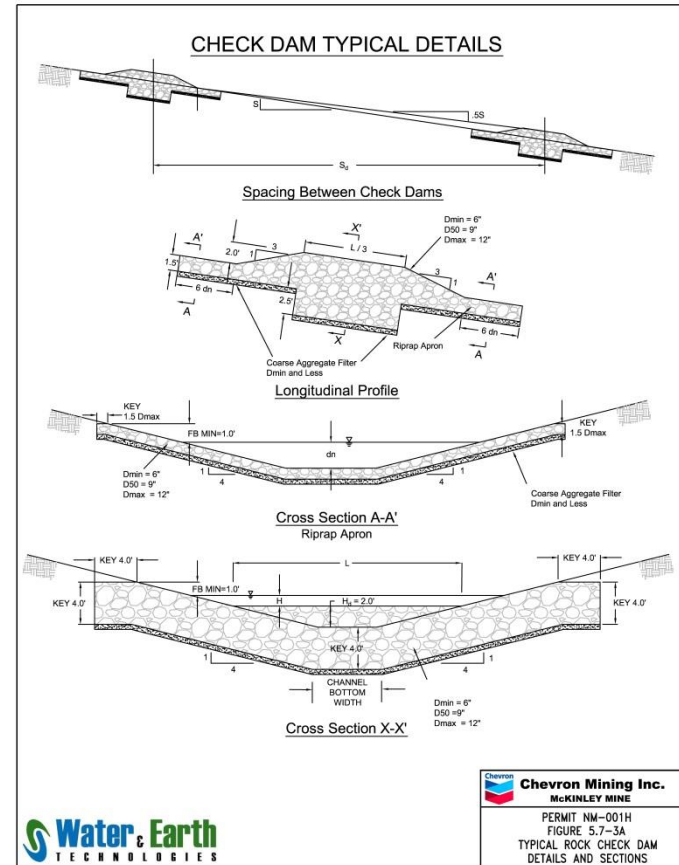 CHECK DAM TYPICAL DETAILS
S
.5S
Sd
Spacing Between Check Dams
X'
Dmin = 6"
D50 = 9"
Dmax = 12"
A'
2.0'
1
3
L / 3
3
1
A'
1.5'
6 dn
2.5'
6 dn
A
X
Riprap Apron
A
Coarse Aggregate Filter
Dmin and Less
Longitudinal Profile
KEY
1.5 Dmax
FB MIN=1.0'
dn
KEY
1.5 Dmax
Dmin = 6"
D50 = 9"
Dmax = 12"
1
4
1
4
Coarse Aggregate Filter
Dmin and Less
Cross Section A-A'
Riprap Apron
KEY 4.0'
L
KEY 4.0'
FB MIN=1.0'
H
Hd = 2.0'
KEY 4.0'
KEY 4.0'
KEY 4.0'
1
4
1
4
CHANNEL
BOTTOM
WIDTH
Dmin = 6"
D50 =9"
Dmax = 12"
Cross Section X-X'
Chevron
Chevron Mining Inc.
McKINLEY MINE
PERMIT NM-001H
FIGURE 5.7-3A
TYPICAL ROCK CHECK DAM
DETAILS AND SECTIONS
Water & Earth
TECHNOLOGIES